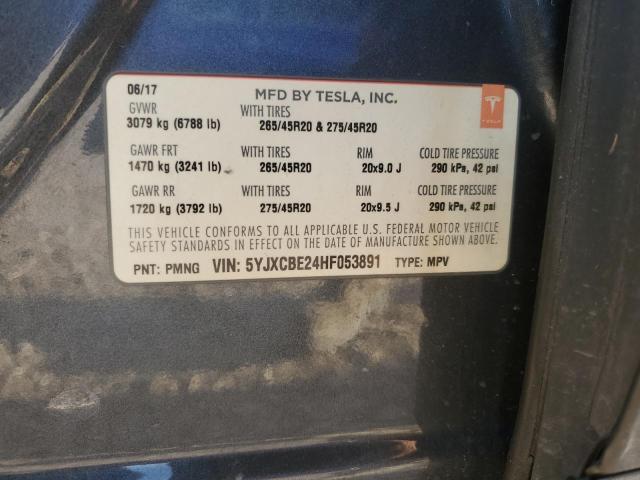 06/17 MFD BY TESLA, INC.
GVWR WITH TIRES
3079 kg (6788 lb) 265/45R20 & 275/45R20
TESLA
GAWR FRT WITH TIRES RIM COLD TIRE PRESSURE
1470 kg (3241 lb) 265/45R20 20x9.0 J 290 kPa, 42 psi
GAWR RR WITH TIRES RIM COLD TIRE PRESSURE
1720 kg (3792 lb) 275/45R20 20x9.5 J 290 kPa, 42 psi
THIS VEHICLE CONFORMS TO ALL APPLICABLE U.S. FEDERAL MOTOR VEHICLE
SAFETY STANDARDS IN EFFECT ON THE DATE OF MANUFACTURE SHOWN ABOVE.
PNT: PMNG VIN: 5YJXCBE24HF053891 TYPE: MPV